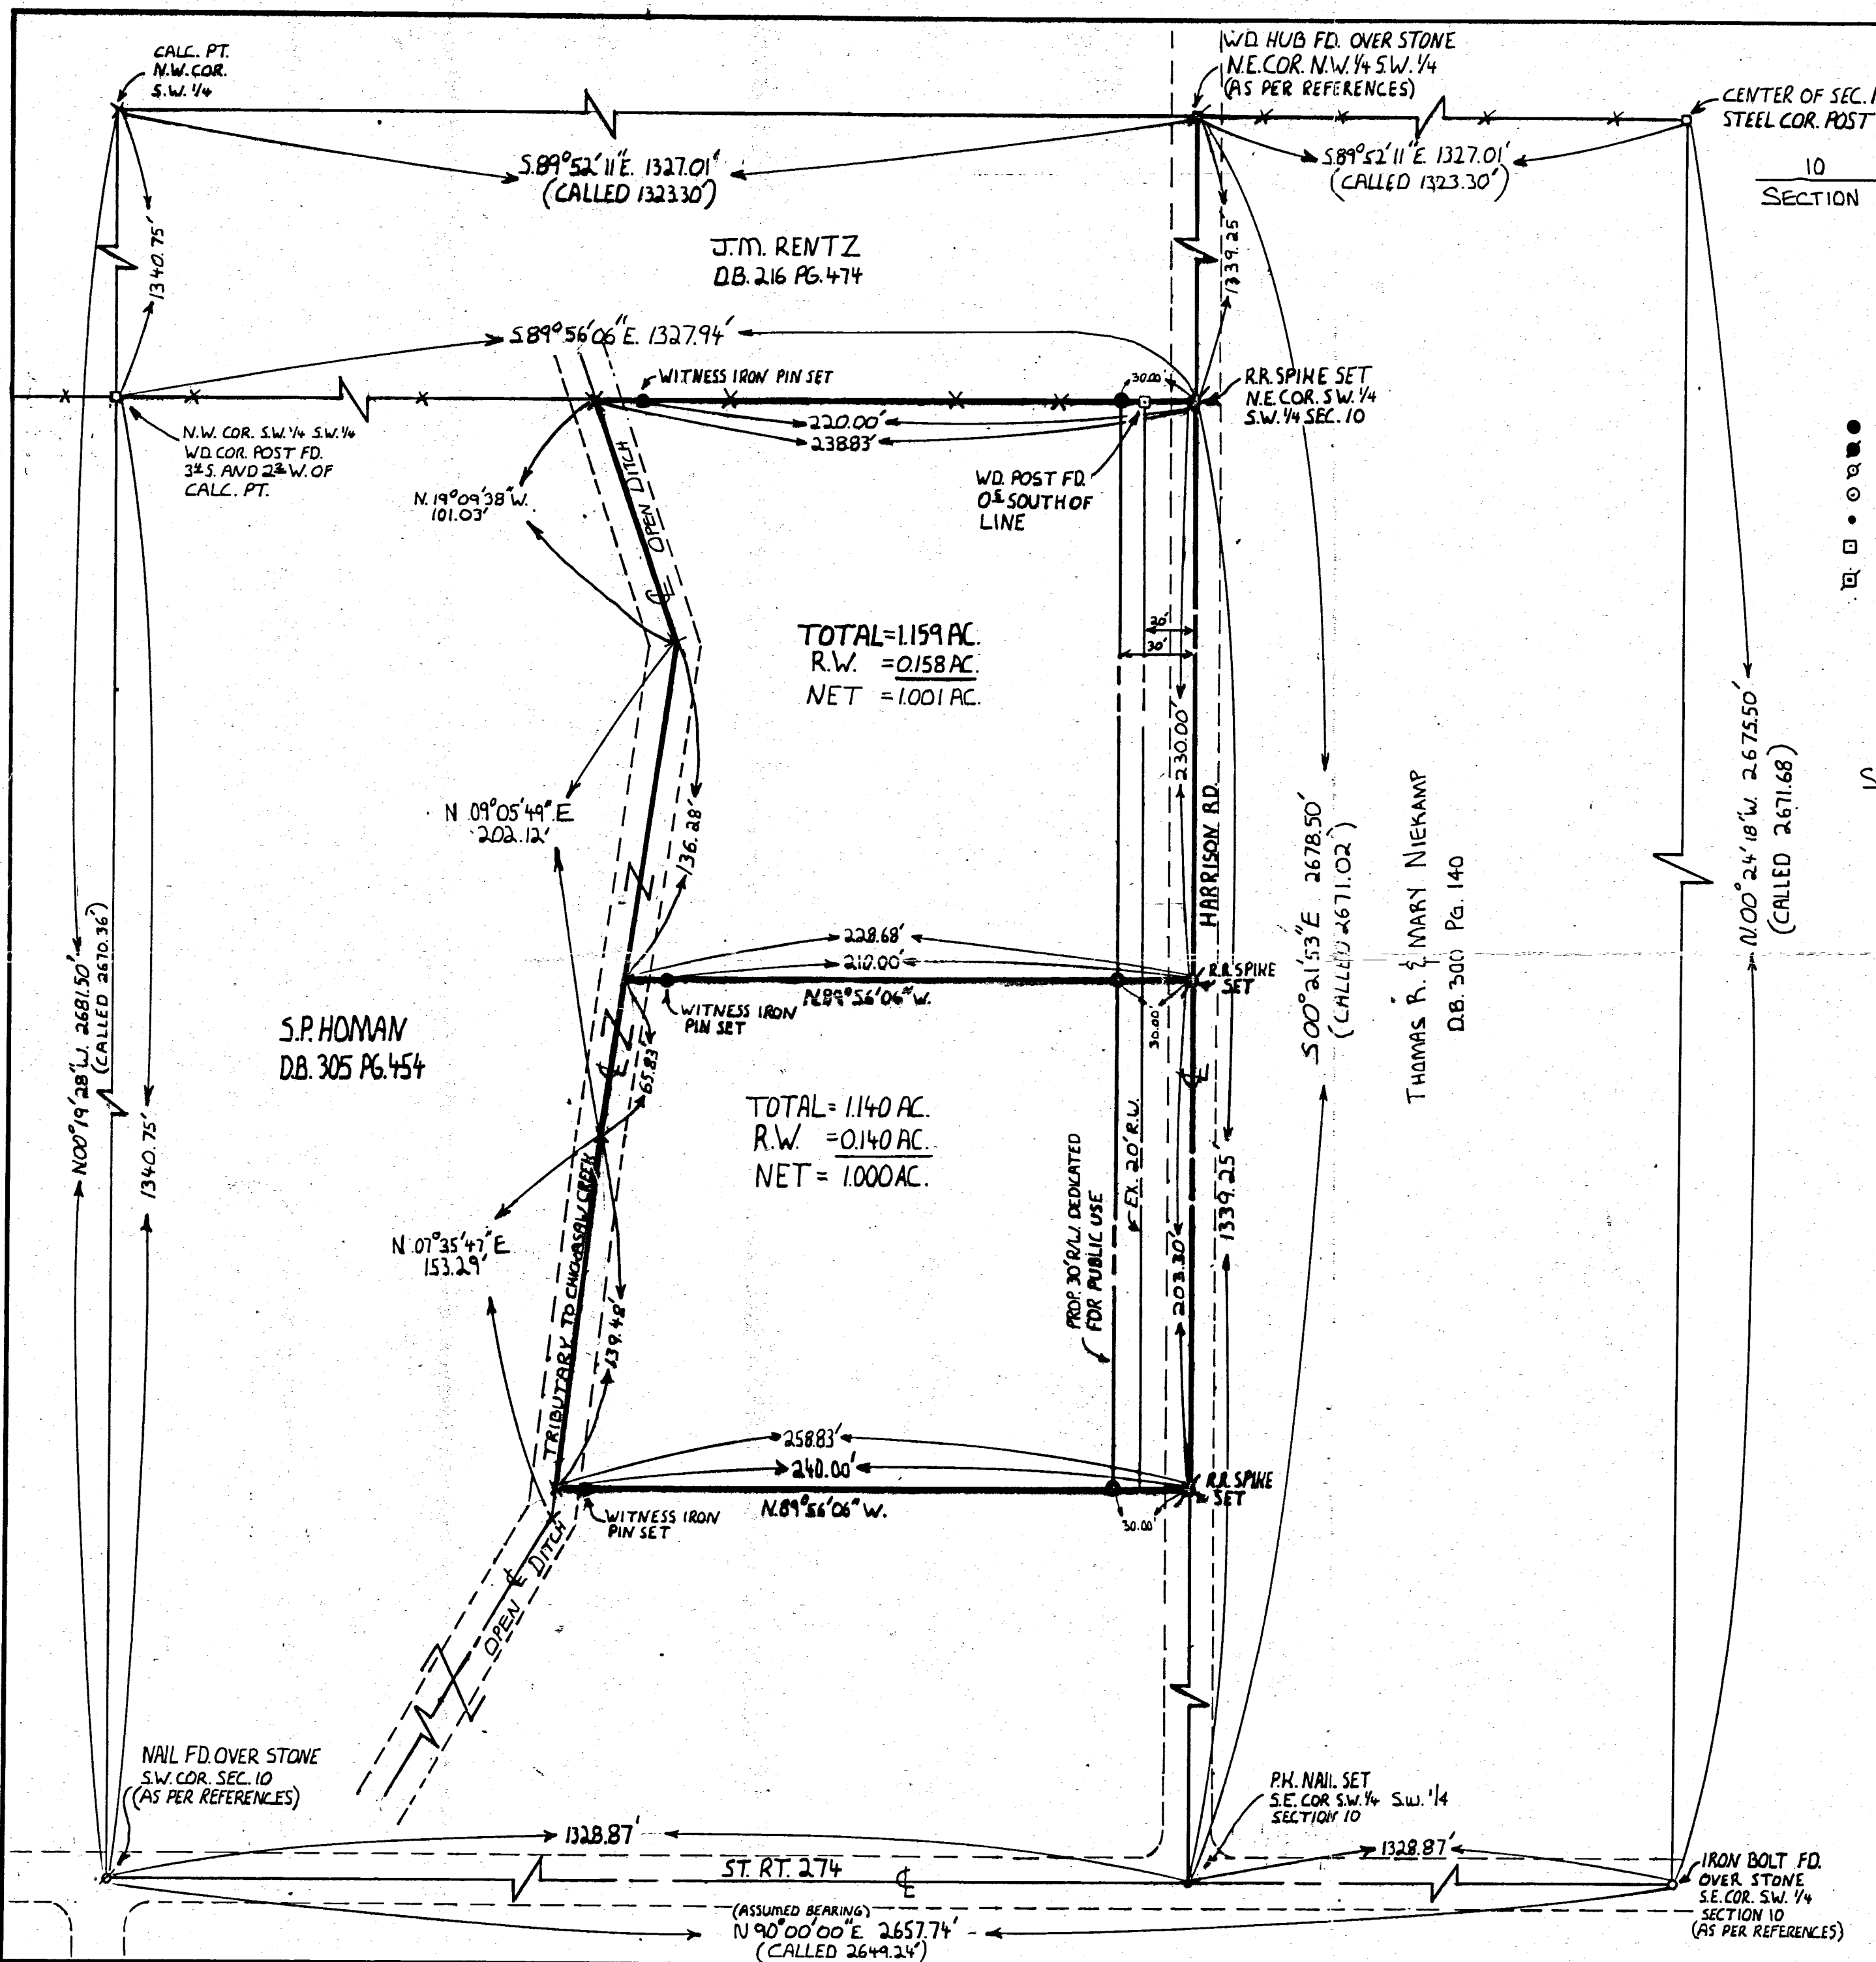 CALC. PT.
N.W. COR.
S.W. 1/4
WD. HUB FD. OVER STONE
N.E. COR. N.W. 1/4 S.W. 1/4
(AS PER REFERENCES)
CENTER OF SEC.
STEEL COR. POST
10
SECTION
S.89°52'11"E. 1327.01'
(CALLED 1323.30')
S.89°52'11"E. 1327.01'
(CALLED 1323.30')
1340.75'
J.M. RENTZ
D.B. 216 PG. 474
1339.25
S.89°56'06"E. 1327.94'
WITNESS IRON PIN SET
30.00'
R.R. SPIKE SET
N.E. COR. S.W. 1/4
S.W. 1/4 SEC. 10
220.00'
238.83'
N.W. COR. S.W. 1/4 S.W. 1/4
WD. COR. POST FD.
S. AND W. OF
CALC. PT.
WD. POST FD.
SOUTH OF
LINE
N. 19°09'38"W.
101.03'
OPEN DITCH
℄
TOTAL=1.159 AC.
R.W. =0.158 AC.
NET =1.001 AC.
20'
30'
230.00'
HARRISON RD.
N 09°05'49"E
202.12'
136.28'
S00°21'53"E 2678.50'
(CALLED 2671.02')
THOMAS R. & MARY NIEKAMP
D.B. 300 Pg. 140
N.00°24'18"W. 2675.50'
(CALLED 2671.68)
N00°19'28"W. 2681.50'
(CALLED 2670.36')
1340.75'
228.68'
210.00'
N.89°56'06"W.
WITNESS IRON
PIN SET
R.R. SPIKE
SET
30.00'
S.P. HOMAN
D.B. 305 PG. 454
℄
65.83'
℄
TOTAL= 1.140 AC.
R.W. =0.140 AC.
NET = 1.000 AC.
PROP. 30' R/W. DEDICATED
FOR PUBLIC USE
EX. 20' R.W.
203.30'
1339.25'
N.07°35'47"E
153.29'
TRIBUTARY TO CHICKASAW CREEK
139.48'
258.83'
240.00'
N.89°56'06"W.
WITNESS IRON
PIN SET
R.R. SPIKE
SET
30.00'
OPEN ℄ DITCH
NAIL FD. OVER STONE
S.W. COR. SEC. 10
(AS PER REFERENCES)
P.K. NAIL SET
S.E. COR S.W. 1/4 S.W. 1/4
SECTION 10
1328.87'
1328.87'
ST. RT. 274
℄
IRON BOLT FD.
OVER STONE
S.E. COR. S.W. 1/4
SECTION 10
(AS PER REFERENCES)
(ASSUMED BEARING)
N 90°00'00"E. 2657.74'
(CALLED 2649.24')